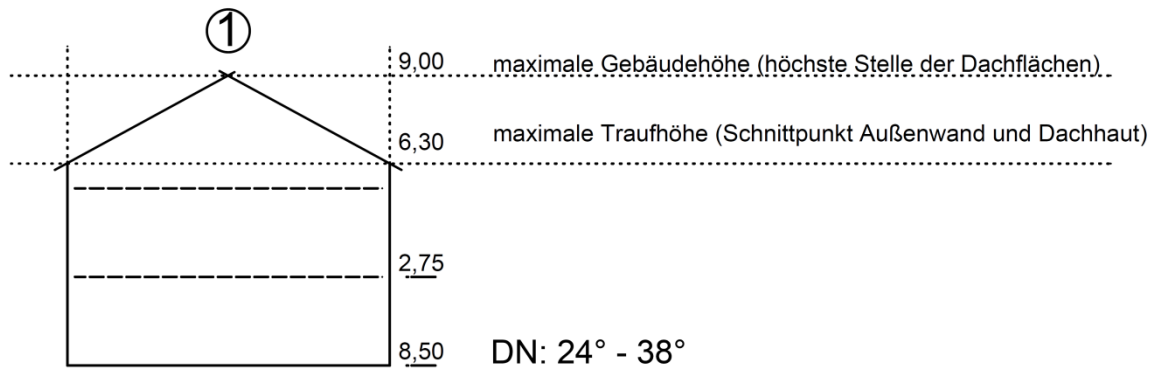 1
9,00 maximale Gebäudehöhe (höchste Stelle der Dachflächen)
6,30 maximale Traufhöhe (Schnittpunkt Außenwand und Dachhaut)
2,75
8,50 DN: 24° - 38°